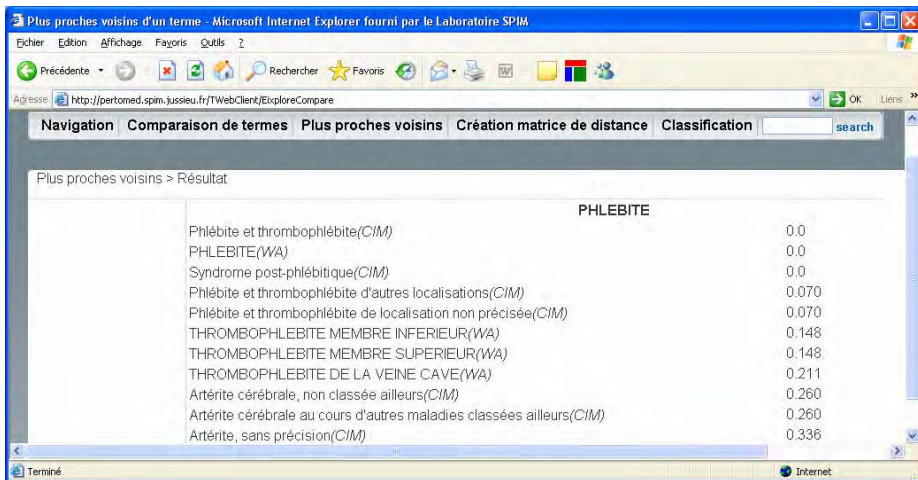 Plus proches voisins d'un terme - Microsoft Internet Explorer fourni par le Laboratoire SPIM
Fichier Edition Affichage Favoris Outils ?
Précédente Rechercher Favoris
Adresse http://pertomed.spim.jussieu.fr/TWebClient/EixploreCompare OK Liens »
Navigation Comparaison de termes Plus proches voisins Création matrice de distance Classification search
Plus proches voisins > Résultat
PHLEBITE
Phlébite et thrombophlébite(CIM) 0.0
PHLEBITE(WA) 0.0
Syndrome post-phlébitique(CIM) 0.0
Phlébite et thrombophlébite d'autres localisations(CIM) 0.070
Phlébite et thrombophlébite de localisation non précisée(CIM) 0.070
THROMBOPHLEBITE MEMBRE INFERIEUR(WA) 0.148
THROMBOPHLEBITE MEMBRE SUPERIEUR(WA) 0.148
THROMBOPHLEBITE DE LA VEINE CAVE(WA) 0.211
Artérite cérébrale, non classée ailleurs(CIM) 0.260
Artérite cérébrale au cours d'autres maladies classées ailleurs(CIM) 0.260
Artérite, sans précision(CIM) 0.336
Terminé Internet